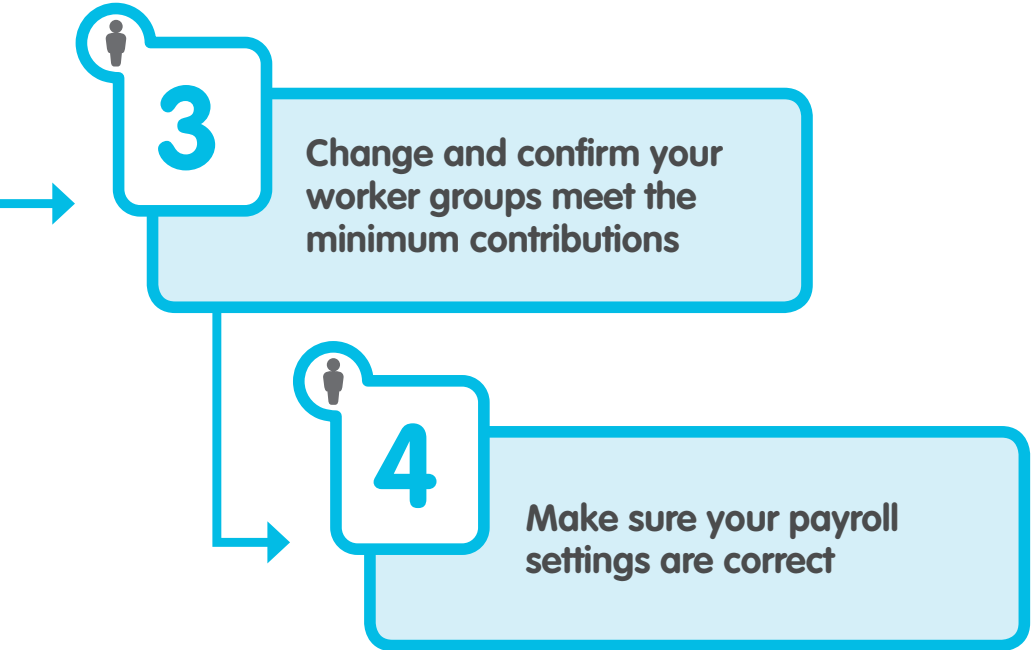 3
Change and confirm your
worker groups meet the
minimum contributions
4
Make sure your payroll
settings are correct